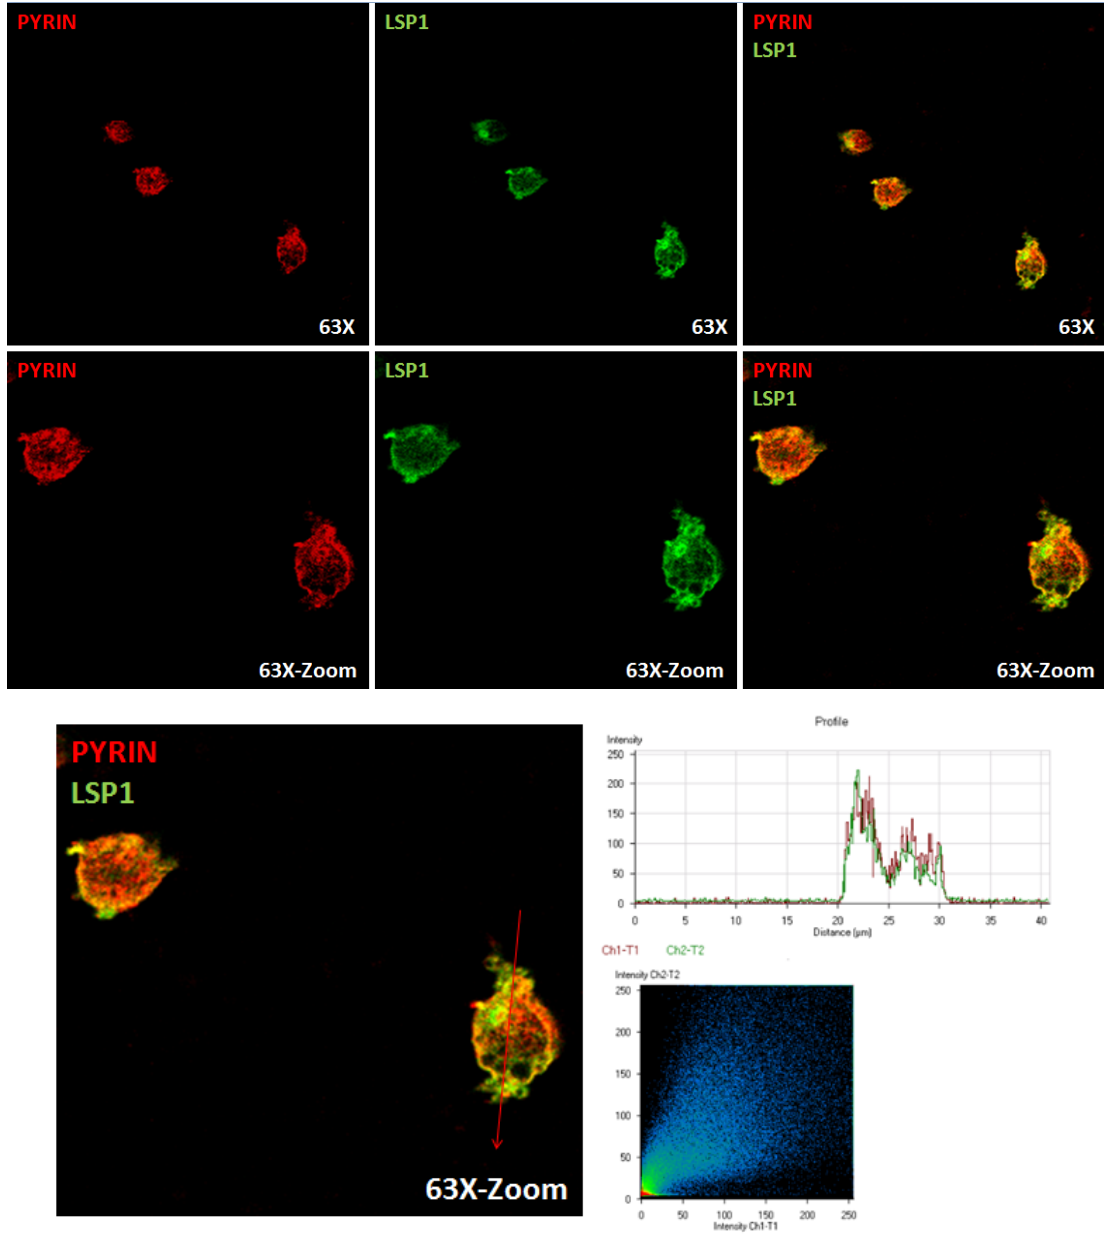 PYRIN
LSP1
PYRIN
LSP1
63X
63X
63X
PYRIN
LSP1
PYRIN
LSP1
63X-Zoom
63X-Zoom
63X-Zoom
PYRIN
LSP1
63X-Zoom
Profile
Intensity
250
200
150
100
50
0
0 5 10 15 20 25 30 35 40
Distance [µm]
Ch1-T1 Ch2-T2
Intensity Ch2-T2
250
200
150
100
50
0
0 50 100 150 200 250
Intensity Ch1-T1